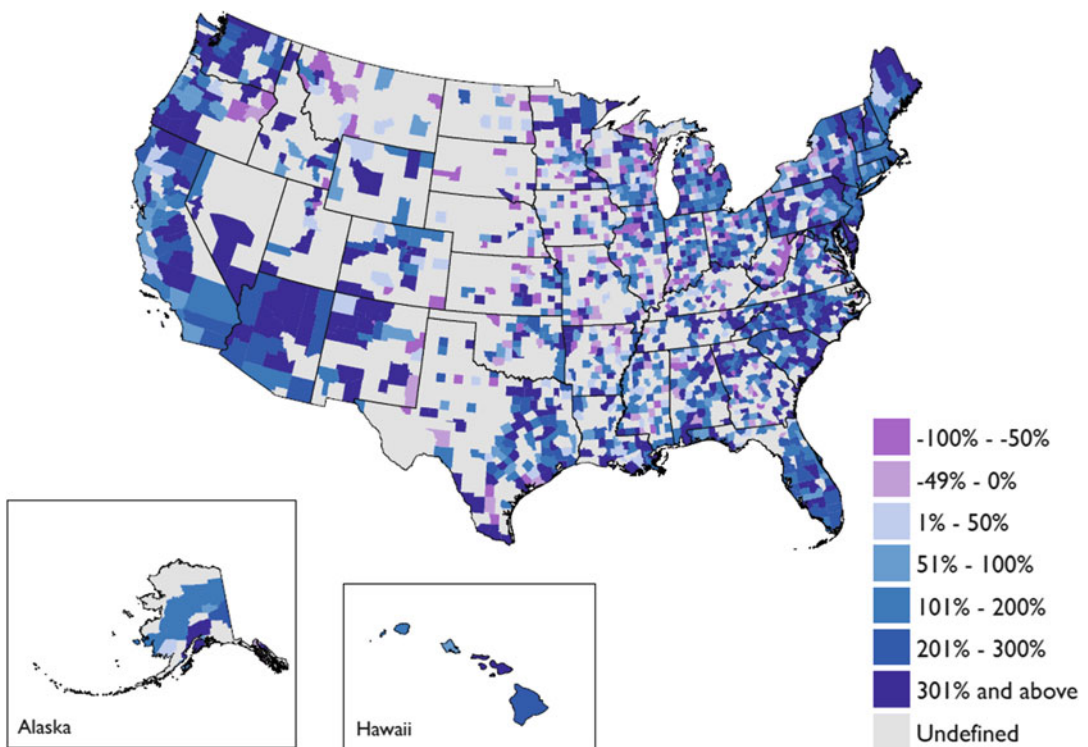 -100% - -50%
-49% - 0%
1% - 50%
51% - 100%
101% - 200%
201% - 300%
301% and above
Undefined
Alaska
Hawaii